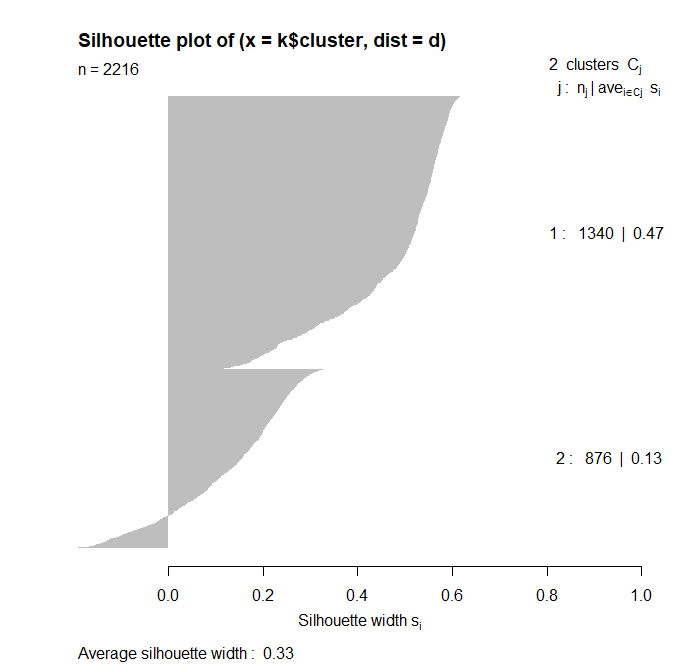 Silhouette plot of (x = k$cluster, dist = d)
n = 2216
2 clusters Cj
j : nj | avei∈Cj si
1 : 1340 | 0.47
2 : 876 | 0.13
0.0 0.2 0.4 0.6 0.8 1.0
Silhouette width si
Average silhouette width : 0.33